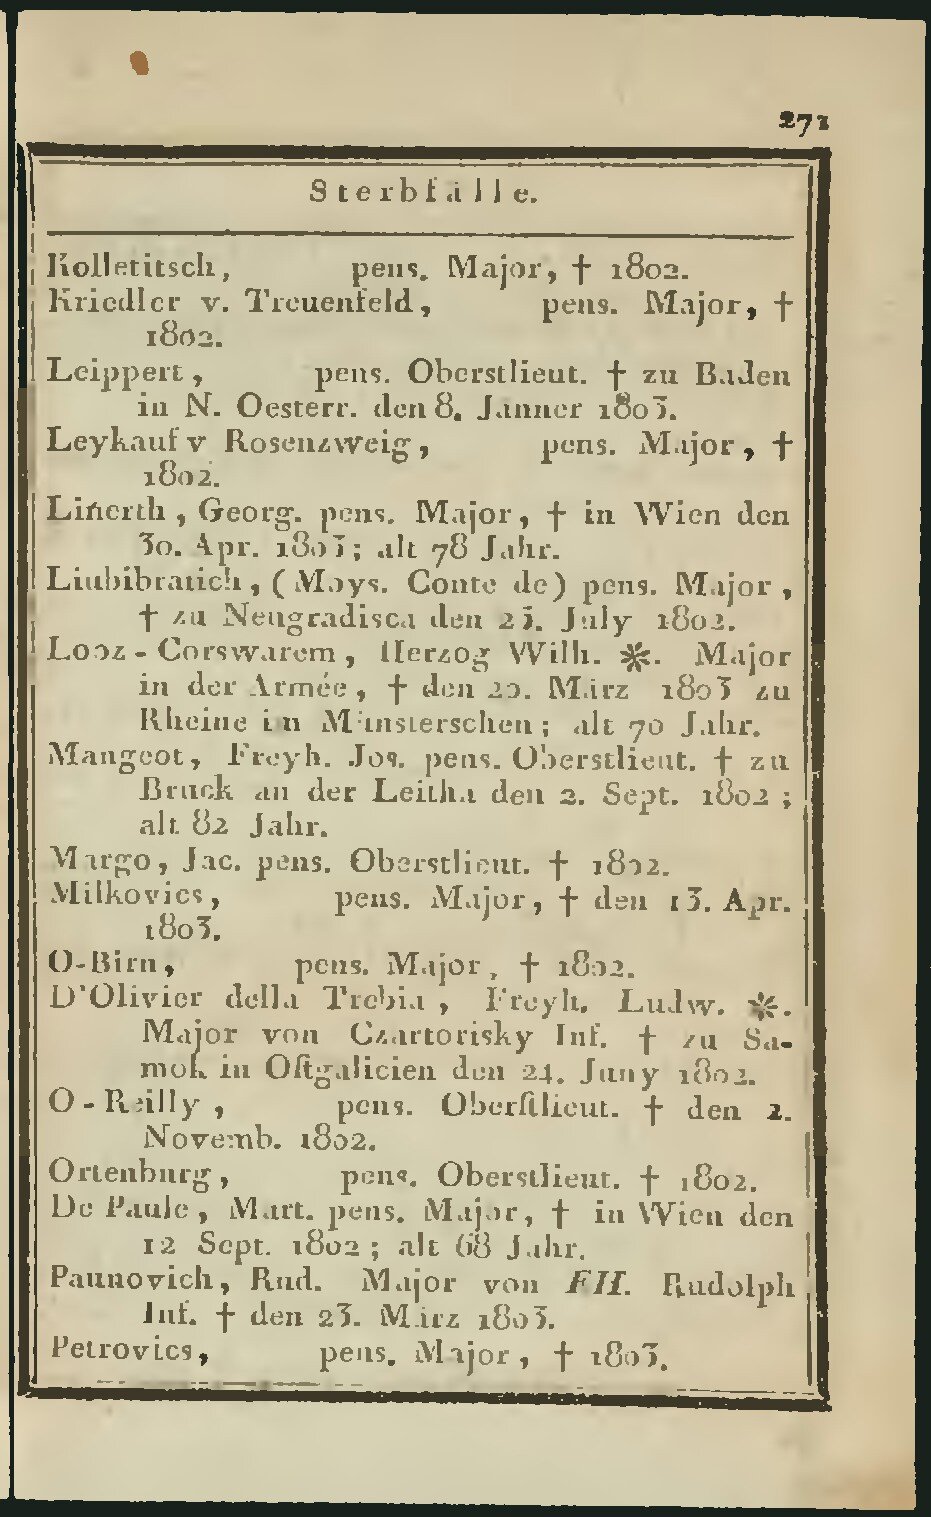 271
Sterbfälle.
Kolletitsch, pens. Major, † 1802.
Kriedler v. Treuenfeld, pens. Major, †
1802.
Leippert, pens. Oberstlieut. † zu Baden
in N. Oesterr. den 8. Jänner 1803.
Leykauf v Rosenzweig, pens. Major, †
1802.
Lin̄erth, Georg. pens. Major, † in Wien den
30. Apr. 1803; alt 78 Jahr.
Liubibratich, (Moys. Conte de) pens. Major,
† zu Neugradisca den 23. July 1802.
Looz-Corswarem, Herzog Wilh. ✻. Major
in der Armée, † den 20. März 1803 zu
Rheine im Münsterschen; alt 70 Jahr.
Mangeot, Freyh. Jos. pens. Oberstlieut. † zu
Bruck an der Leitha den 2. Sept. 1802;
alt 82 Jahr.
Margo, Jac. pens. Oberstlieut. † 1802.
Milkovics, pens. Major, † den 13. Apr.
1803.
O-Birn, pens. Major, † 1802.
D'Olivier della Trebia, Freyh. Ludw. ✻.
Major von Czartorisky Inf. † zu Sa-
mok in Oſtgalicien den 24. Juny 1802.
O-Reilly, pens. Oberſtlieut. † den 2.
Novemb. 1802.
Ortenburg, pens. Oberstlieut. † 1802.
De Paule, Mart. pens. Major, † in Wien den
12 Sept. 1802; alt 68 Jahr.
Paunovich, Rud. Major von EH. Rudolph
Inf. † den 23. März 1803.
Petrovics, pens. Major, † 1803.